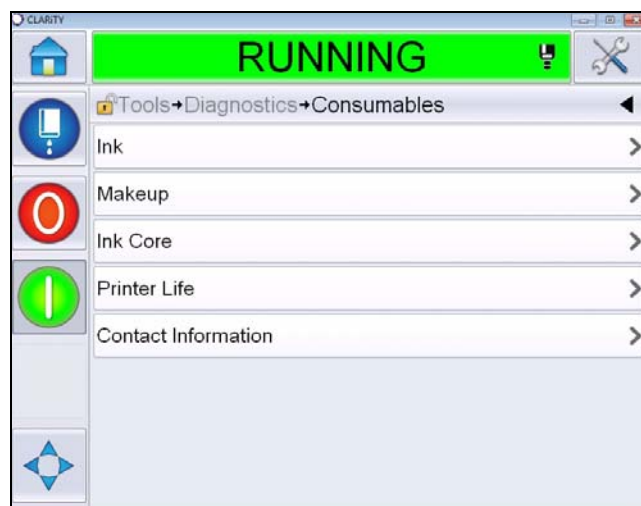 CLARITY
RUNNING
Tools→Diagnostics→Consumables
Ink
Makeup
Ink Core
Printer Life
Contact Information